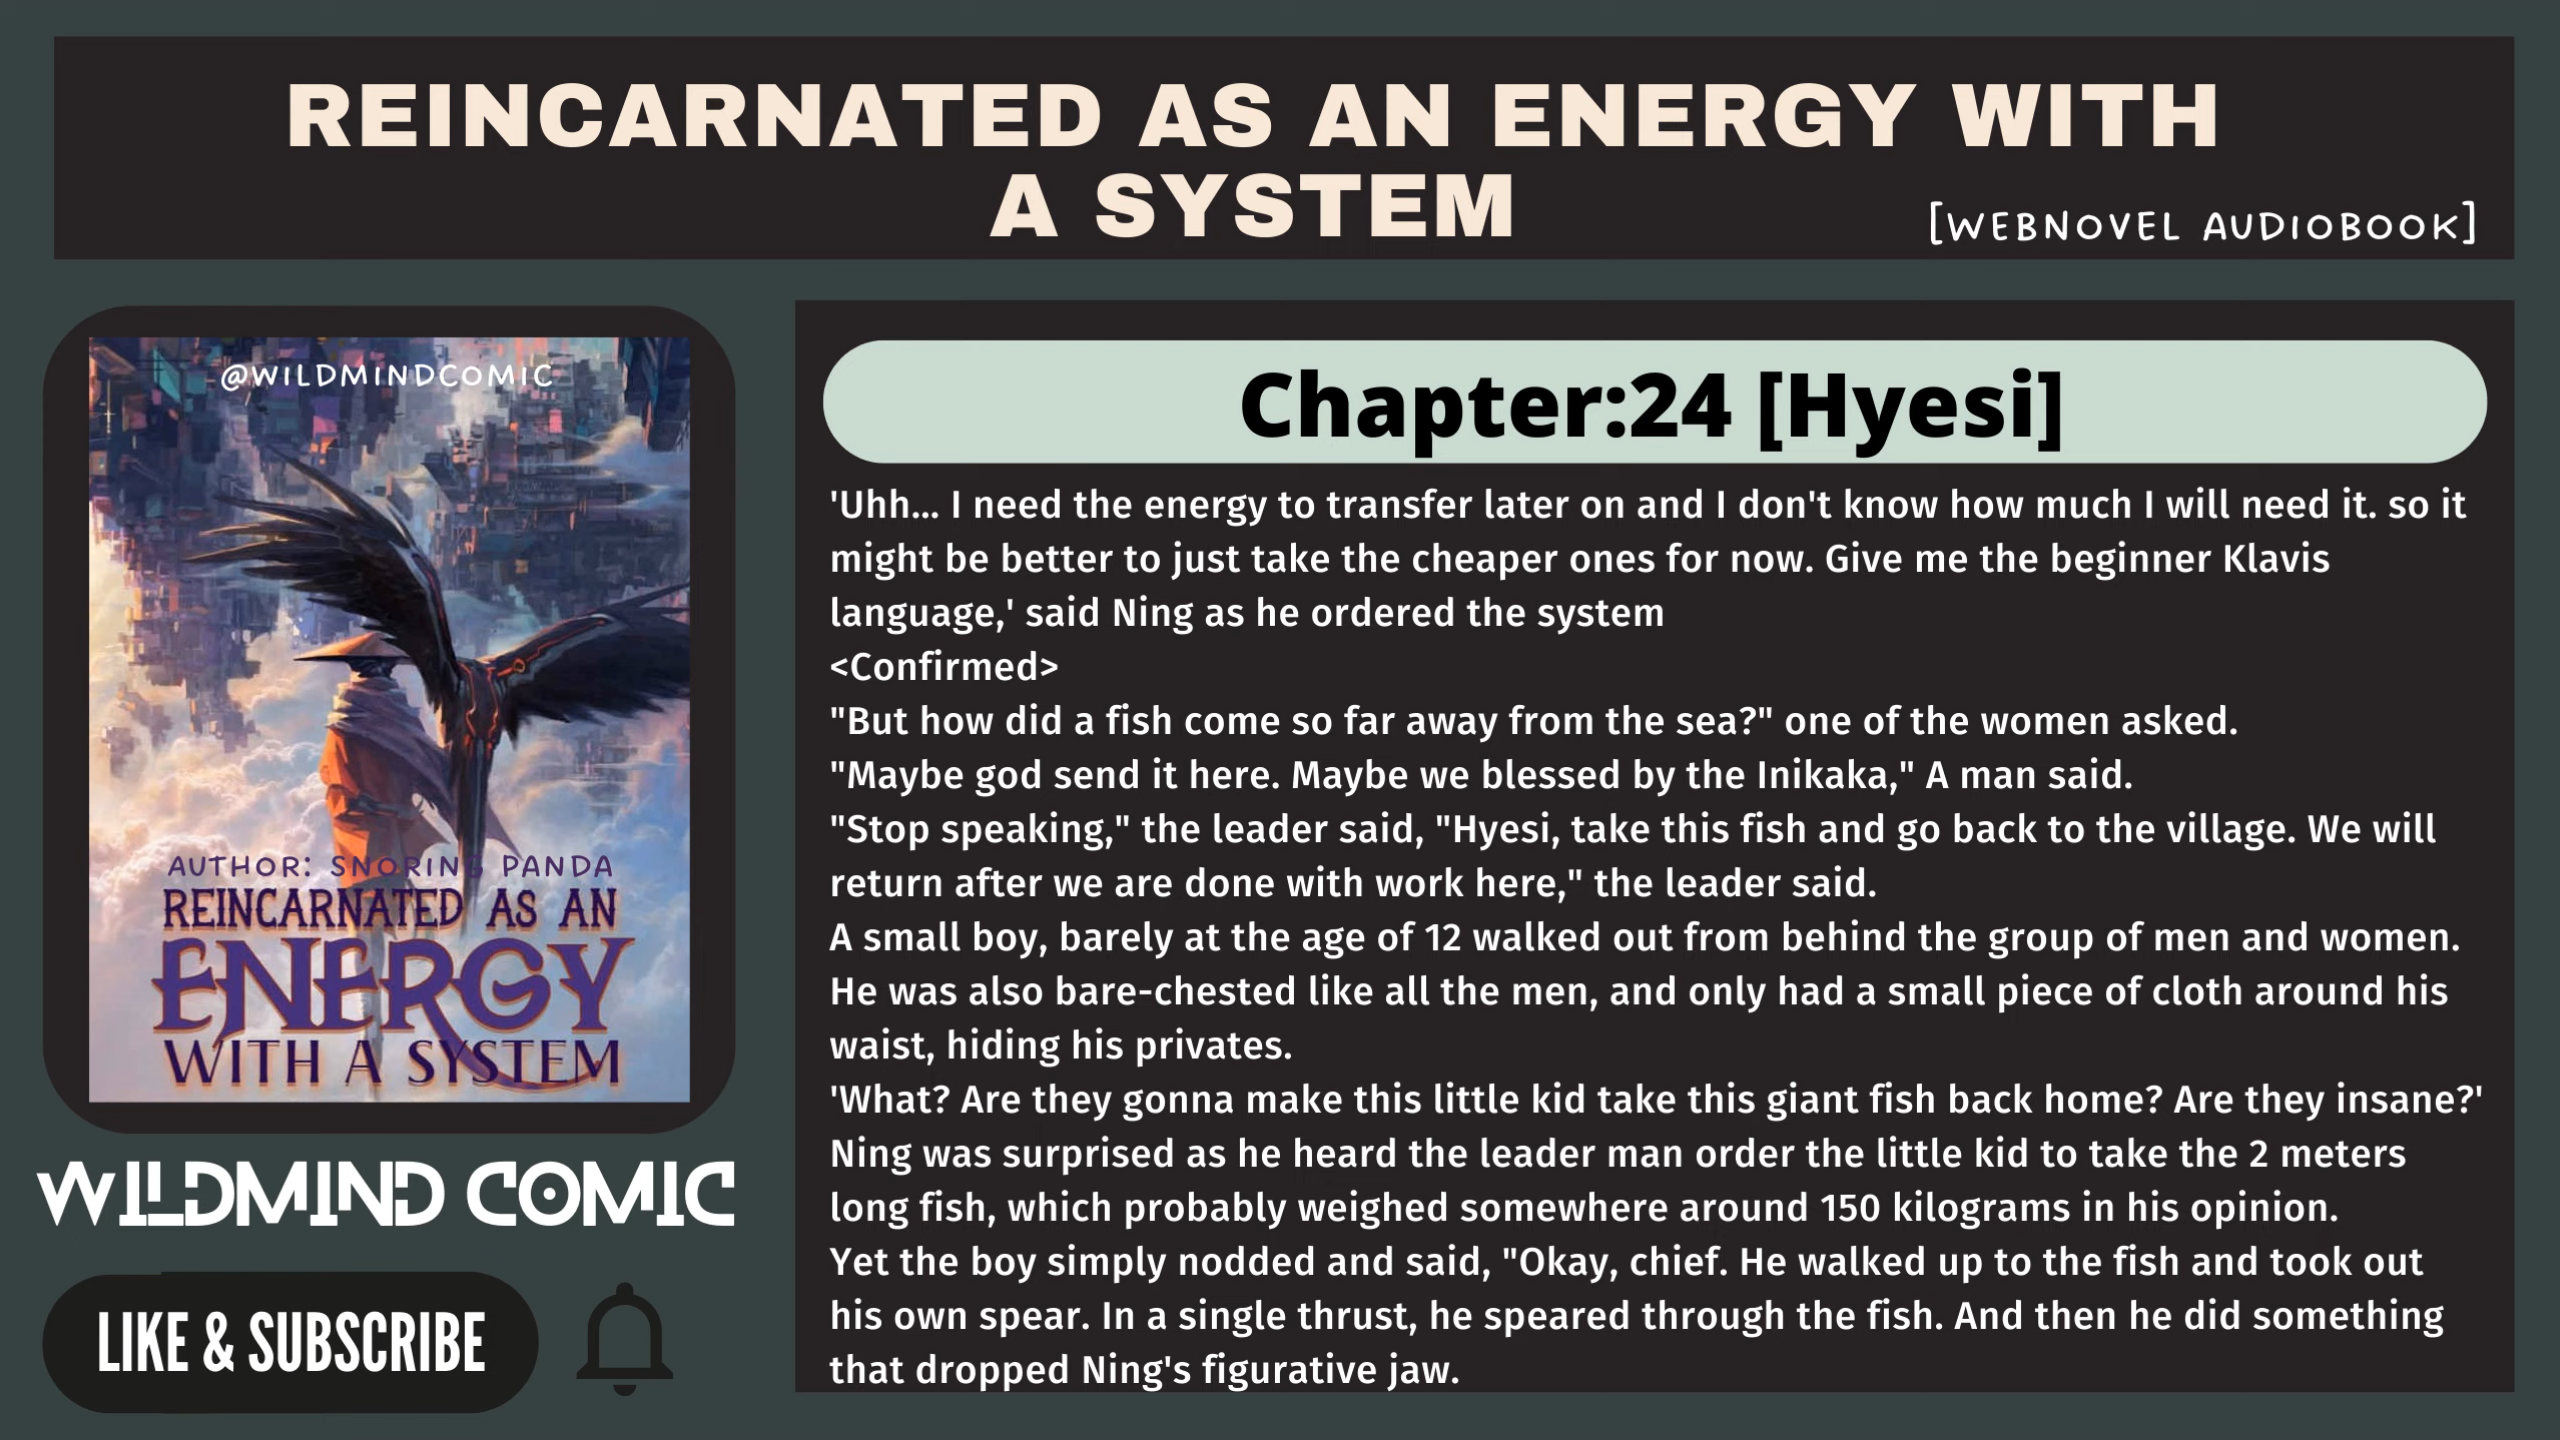 REINCARNATED AS AN ENERGY WITH
A SYSTEM
[WEBNOVEL AUDIOBOOK]
@WILDMINDCOMIC
AUTHOR: SNORING PANDA
REINCARNATED AS AN
ENERGY
WITH A SYSTEM
WILDMIND COMIC
LIKE & SUBSCRIBE
Chapter:24 [Hyesi]
'Uhh... I need the energy to transfer later on and I don't know how much I will need it. so it
might be better to just take the cheaper ones for now. Give me the beginner Klavis
language,' said Ning as he ordered the system
<Confirmed>
"But how did a fish come so far away from the sea?" one of the women asked.
"Maybe god send it here. Maybe we blessed by the Inikaka," A man said.
"Stop speaking," the leader said, "Hyesi, take this fish and go back to the village. We will
return after we are done with work here," the leader said.
A small boy, barely at the age of 12 walked out from behind the group of men and women.
He was also bare-chested like all the men, and only had a small piece of cloth around his
waist, hiding his privates.
'What? Are they gonna make this little kid take this giant fish back home? Are they insane?'
Ning was surprised as he heard the leader man order the little kid to take the 2 meters
long fish, which probably weighed somewhere around 150 kilograms in his opinion.
Yet the boy simply nodded and said, "Okay, chief. He walked up to the fish and took out
his own spear. In a single thrust, he speared through the fish. And then he did something
that dropped Ning's figurative jaw.